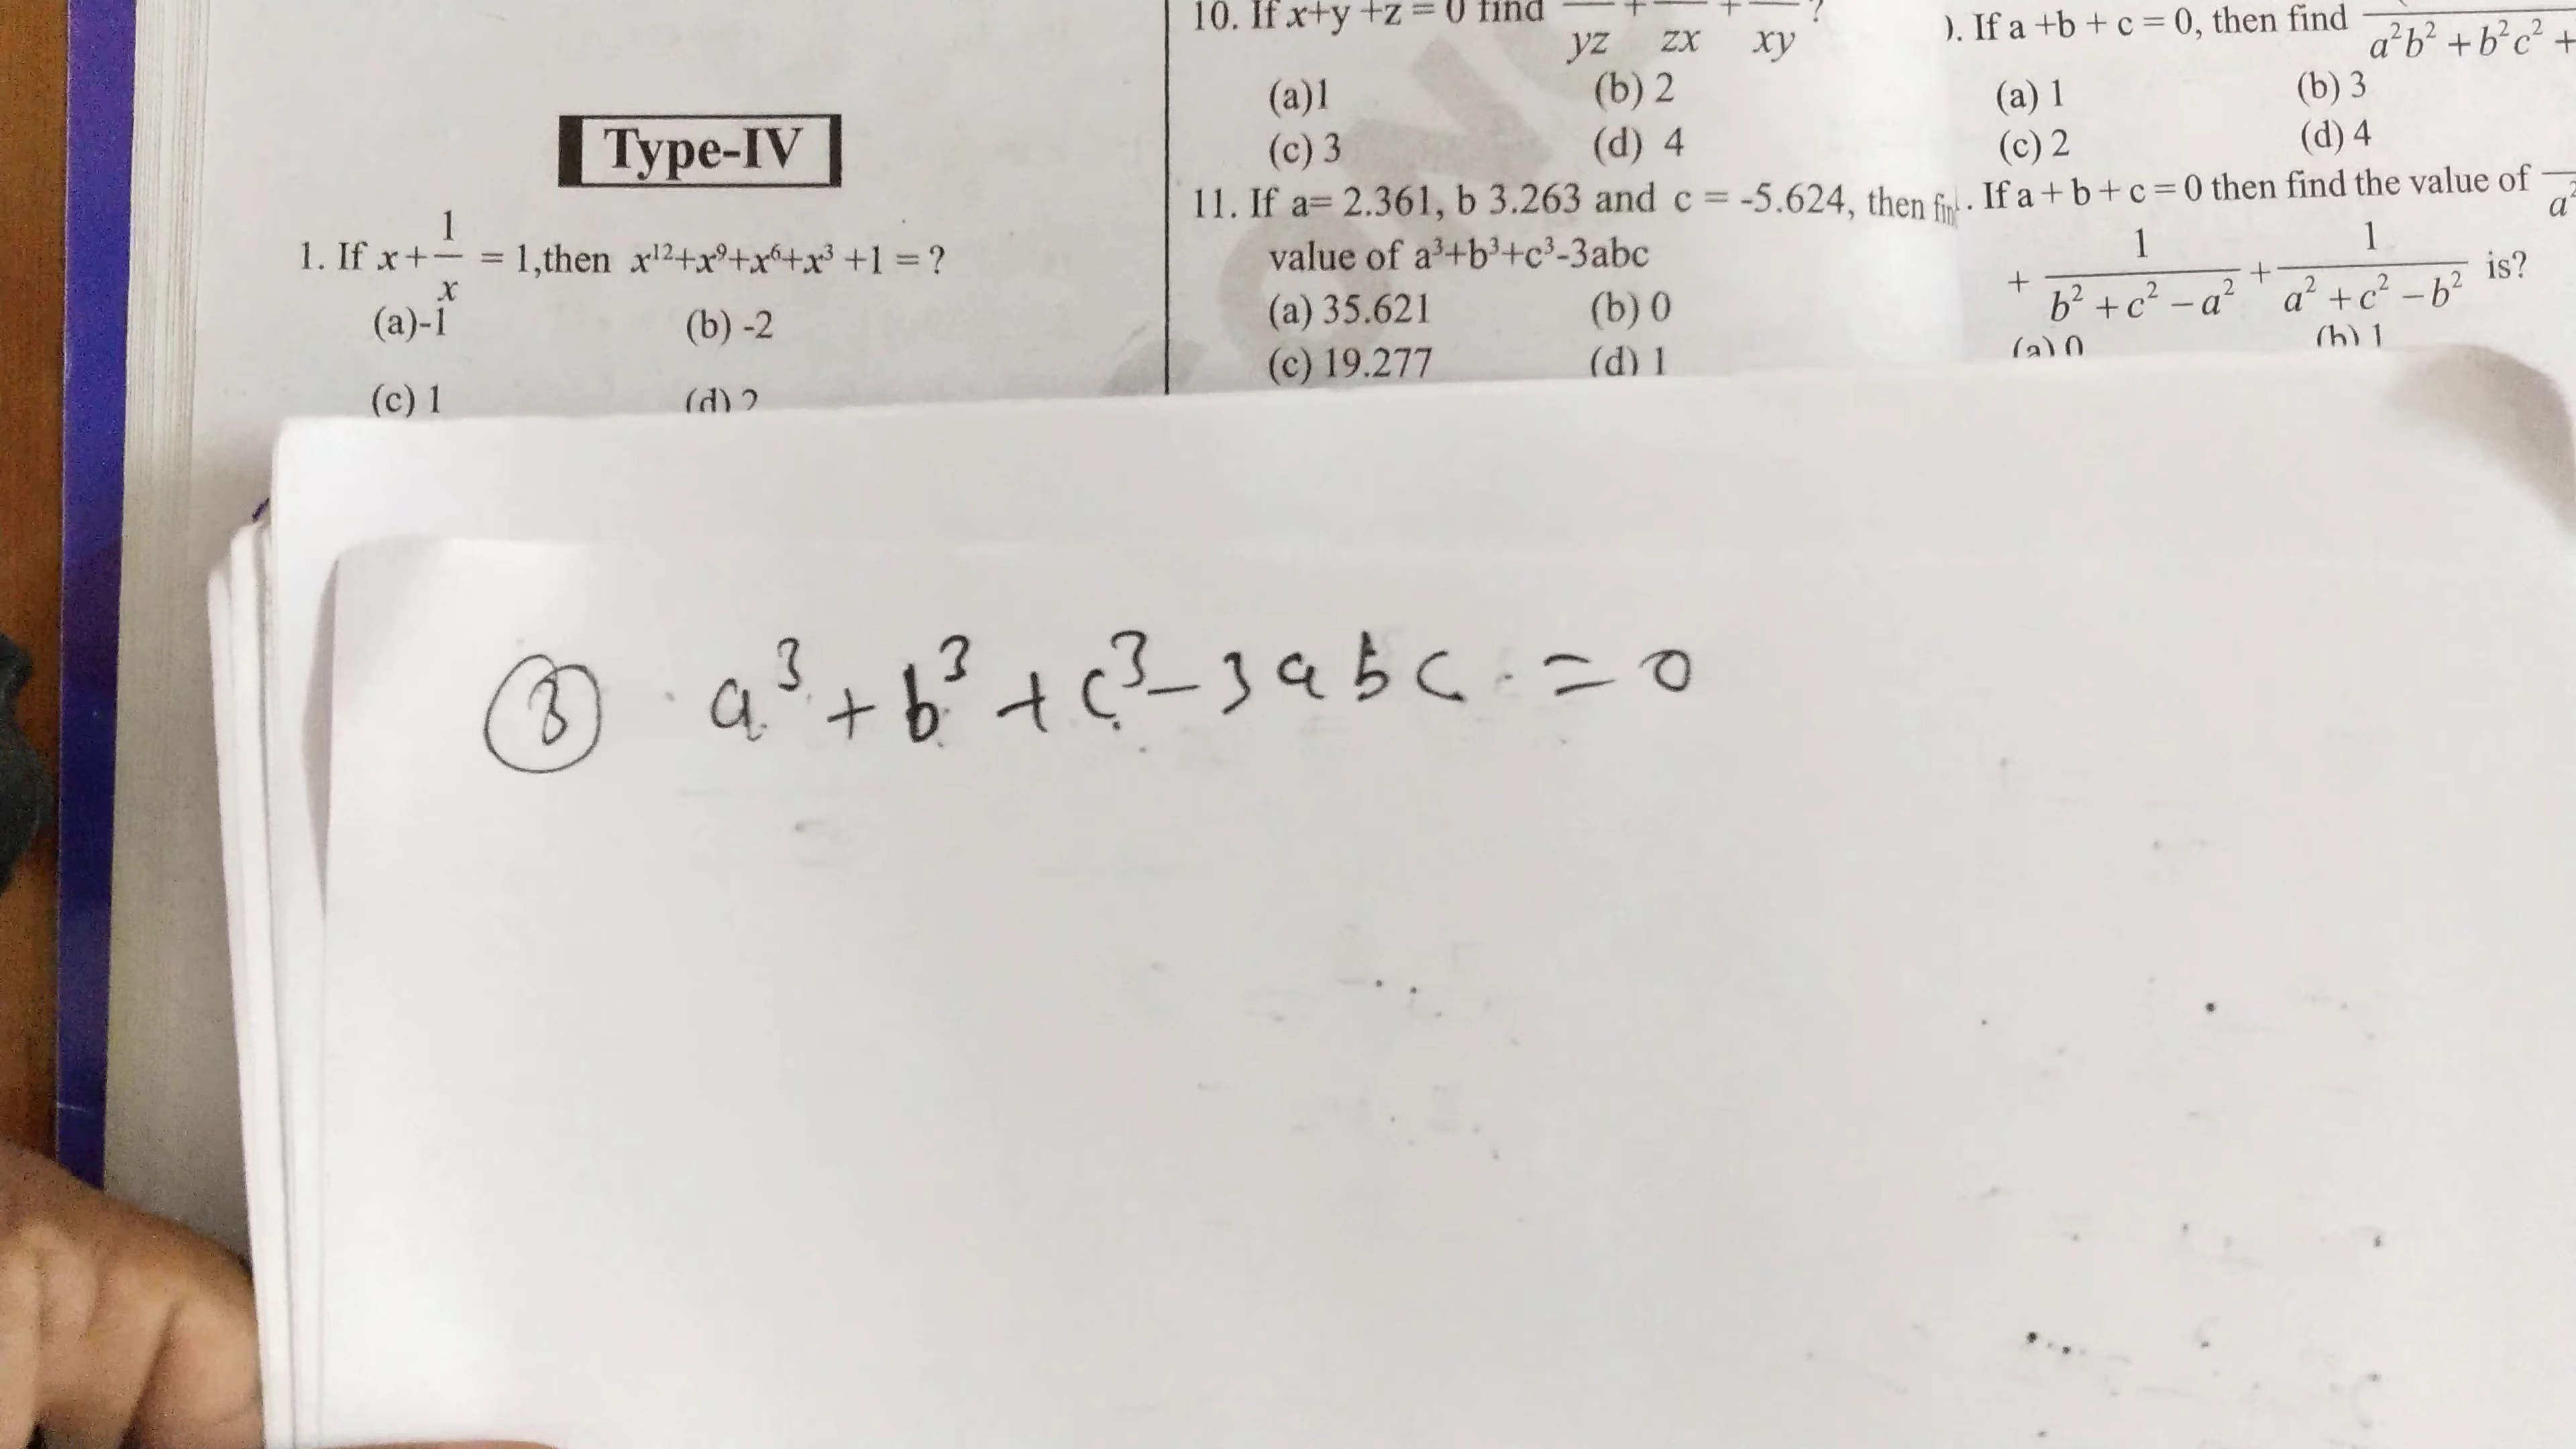 Type-IV
1. If x + 1/x = 1,then x¹²+x⁹+x⁶+x³ +1 = ?
(a)-1 (b) -2
(c) 1 (d) 2
10. If x+y +z = 0 find + + ?
yz zx xy
(a)1 (b) 2
(c) 3 (d) 4
11. If a= 2.361, b 3.263 and c = -5.624, then
value of a³+b³+c³-3abc
(a) 35.621 (b) 0
(c) 19.277 (d) 1
). If a +b + c = 0, then find
a²b² + b²c² +
(a) 1 (b) 3
(c) 2 (d) 4
. If a + b + c = 0 then find the value of
+ 1/(b² + c² − a²) + 1/(a² + c² − b²) is?
(a) 0 (b) 1
③ a³ + b³ + c³ − 3abc = 0